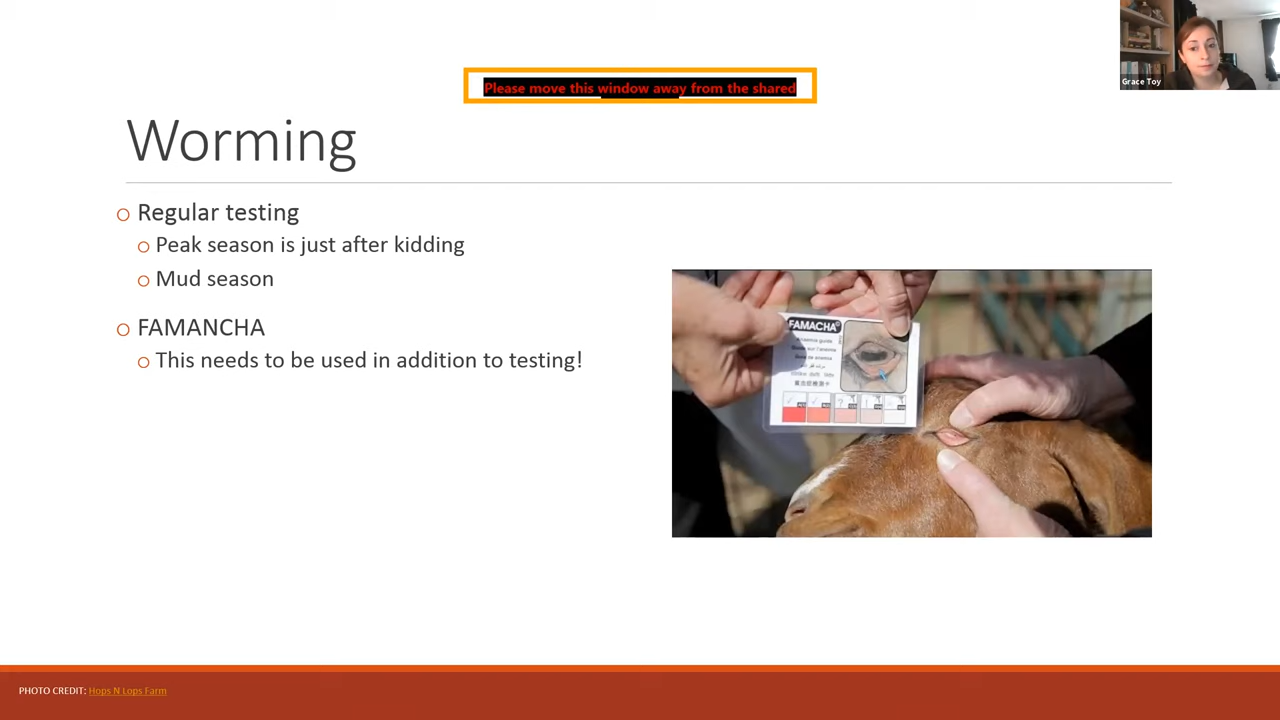 Grace Toy
Please move this window away from the shared
Worming
Regular testing
Peak season is just after kidding
Mud season
FAMANCHA
This needs to be used in addition to testing!
FAMACHA
PHOTO CREDIT: Hops N Lops Farm